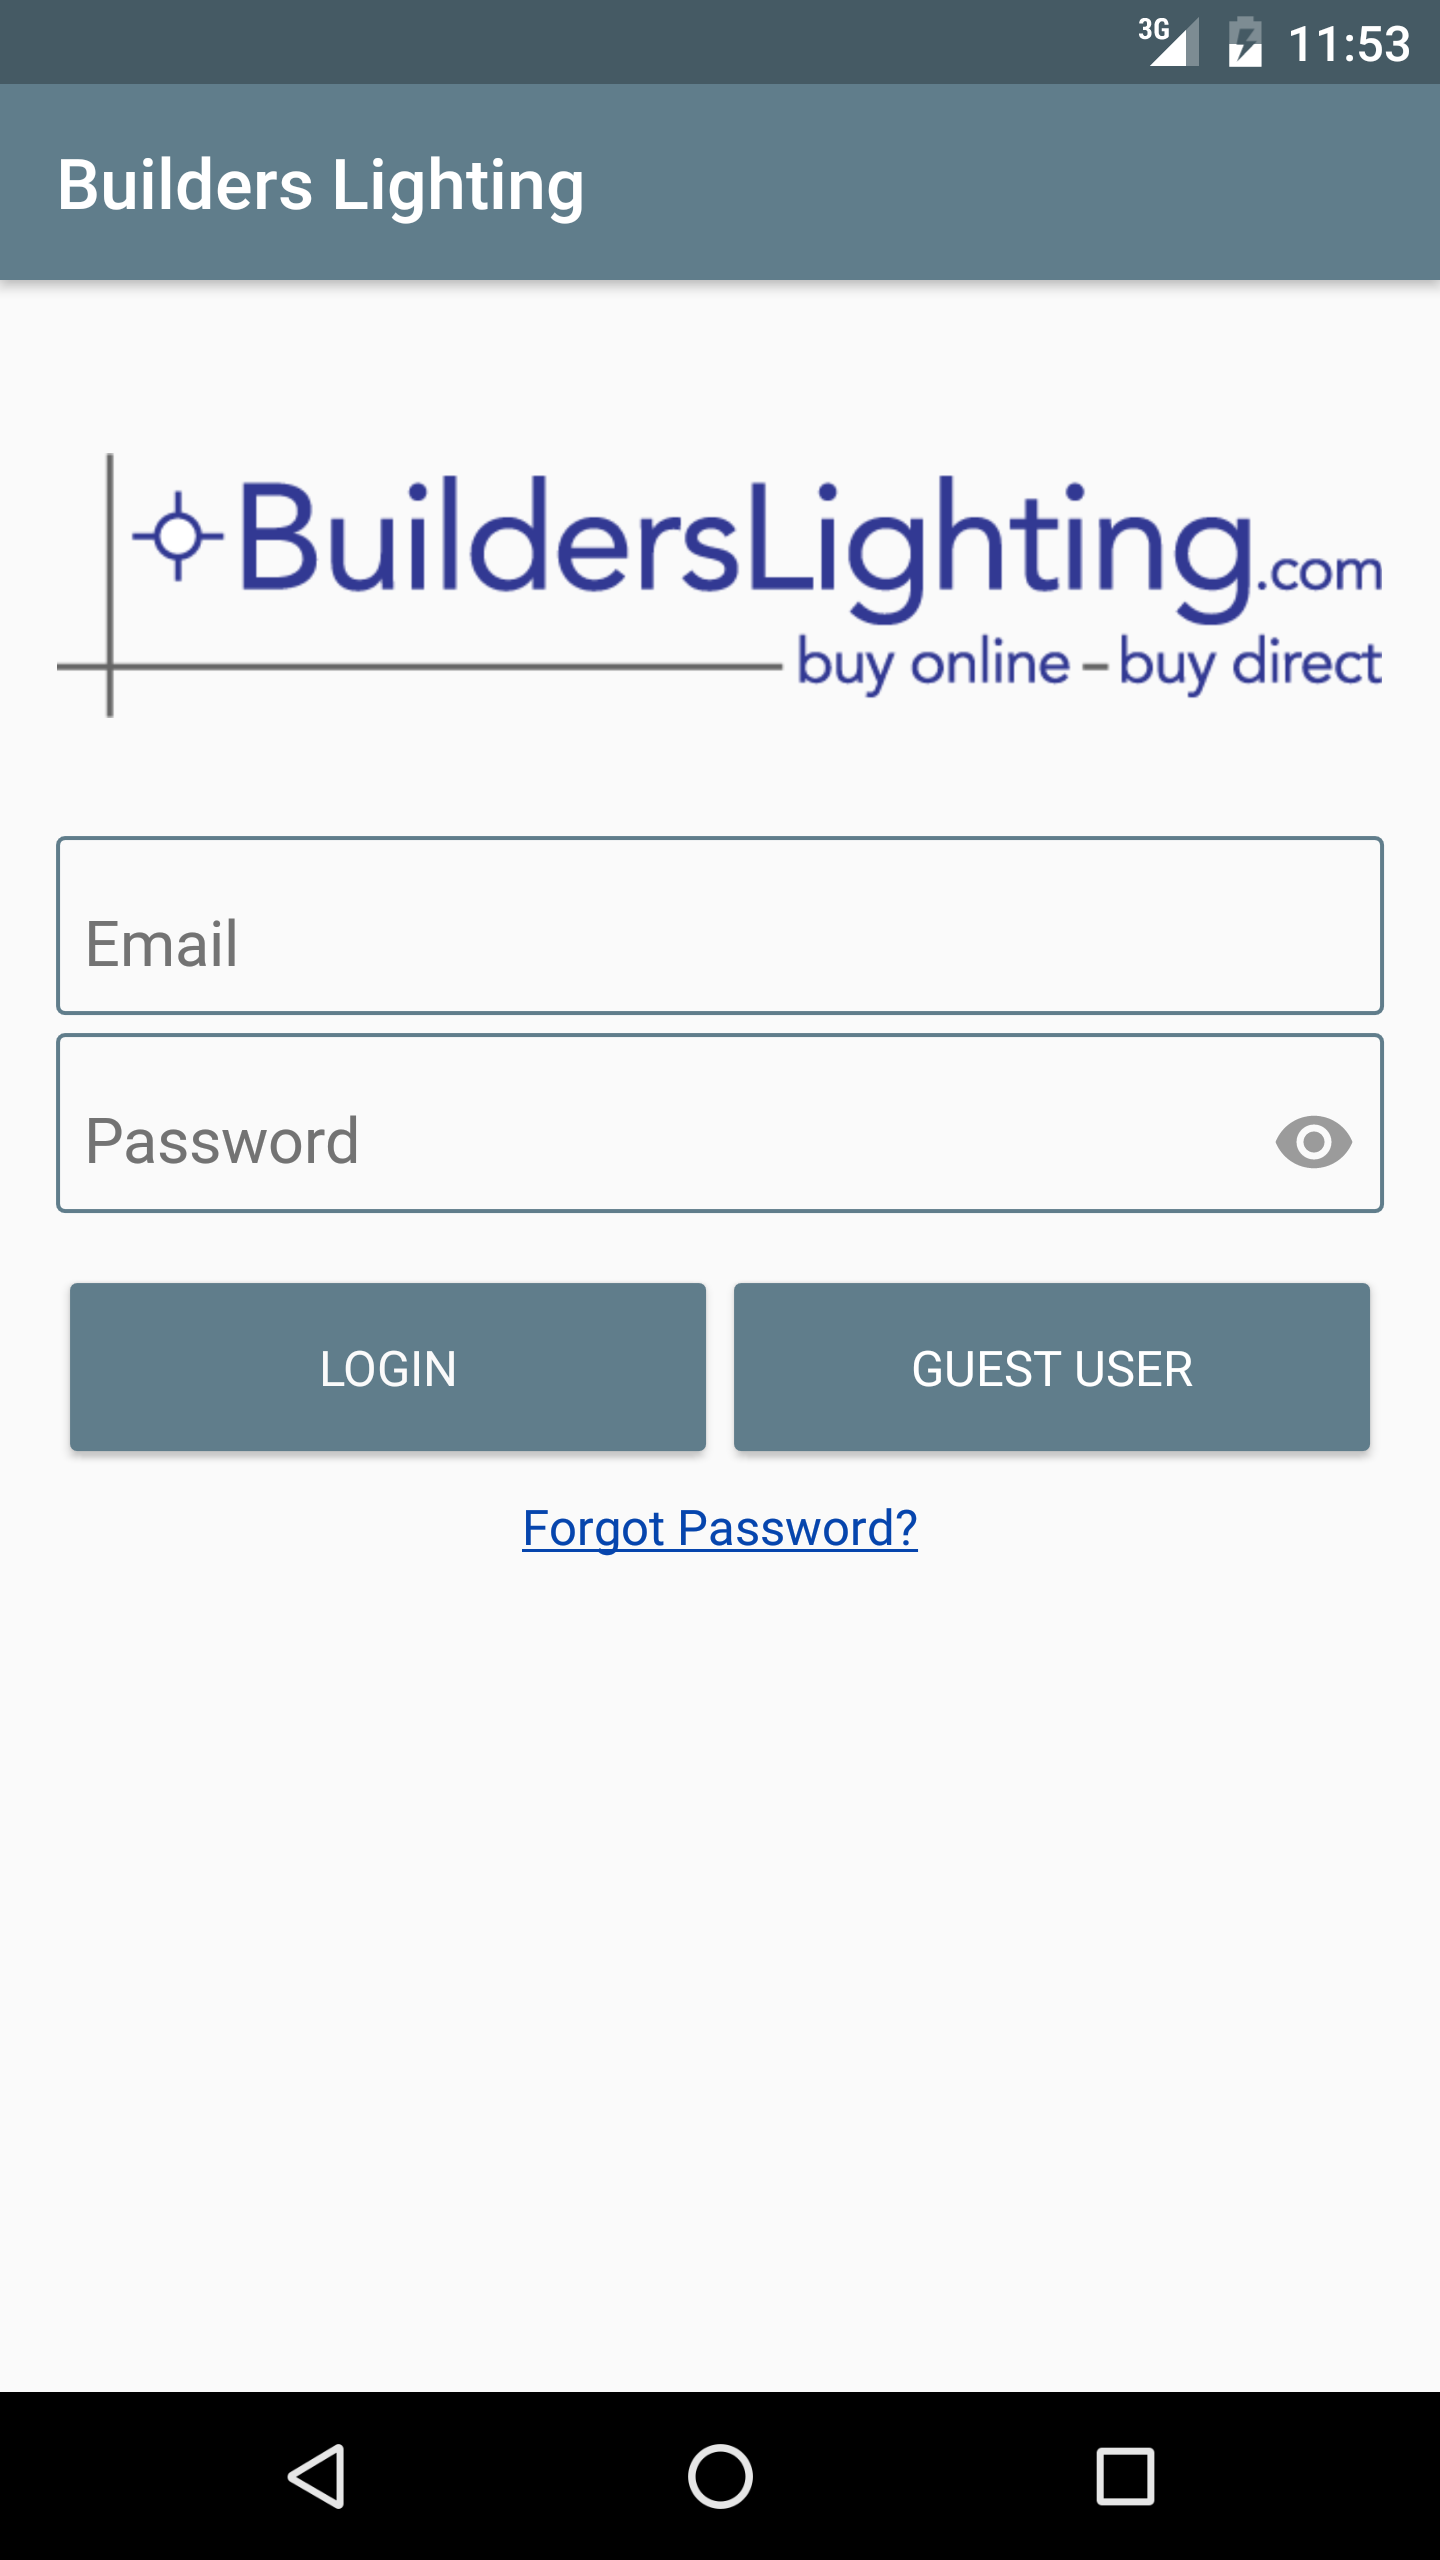 3G 11:53
Builders Lighting
BuildersLighting.com
buy online – buy direct
Email
Password
LOGIN GUEST USER
Forgot Password?